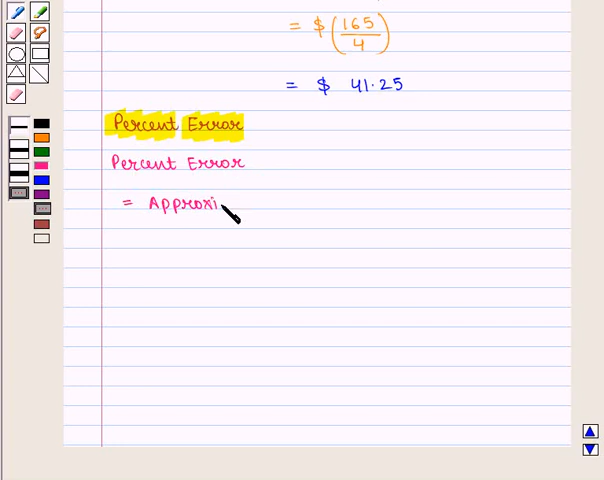 = $ (165/4)
= $ 41.25
Percent Error
Percent Error
= Approxi